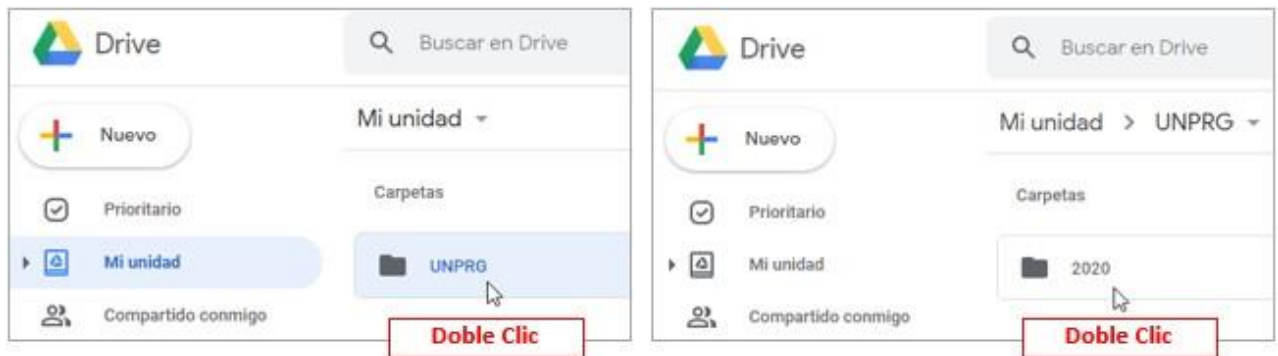 Drive
Buscar en Drive
Nuevo
Mi unidad
Carpetas
Prioritario
Mi unidad
UNPRG
Compartido conmigo
Doble Clic
Drive
Buscar en Drive
Nuevo
Mi unidad > UNPRG
Carpetas
Prioritario
Mi unidad
2020
Compartido conmigo
Doble Clic